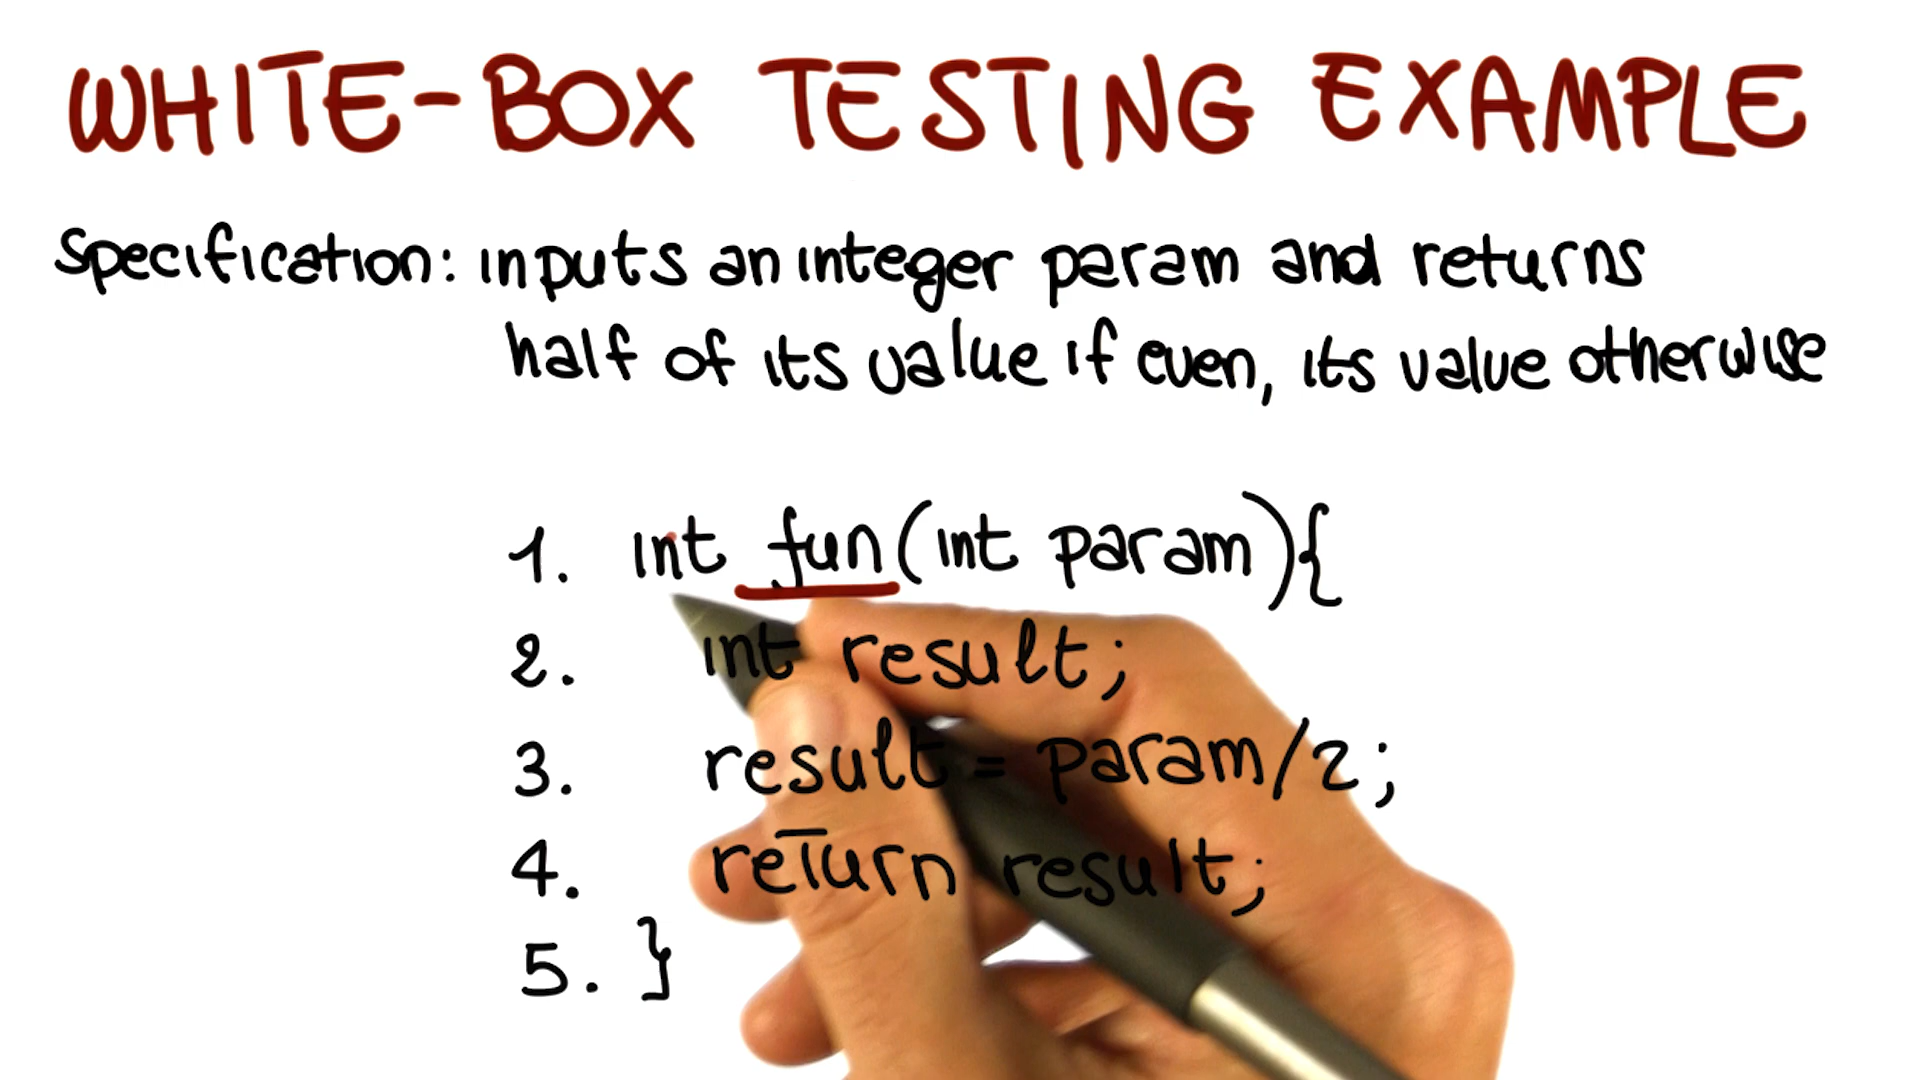 WHITE-BOX TESTING EXAMPLE
Specification: inputs an integer param and returns
half of its value if even, its value otherwise
1. int fun(int param){
2. int result;
3. result = param/2;
4. return result;
5. }